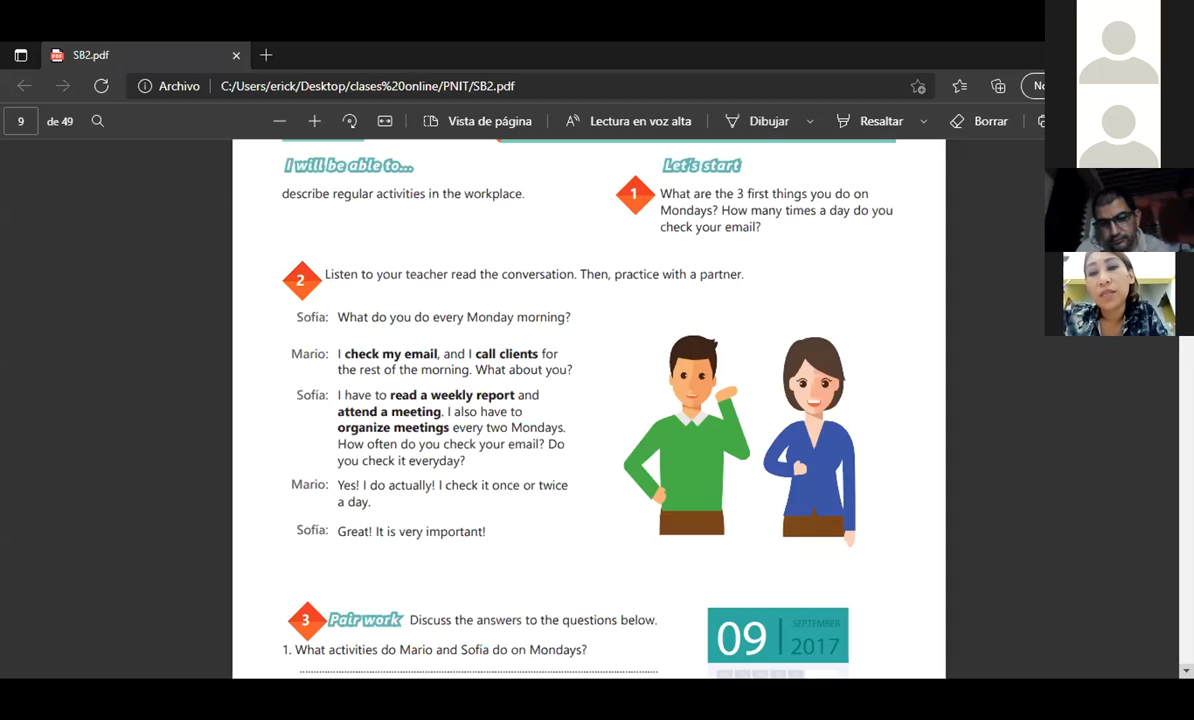 SB2.pdf
Archivo
C:/Users/erick/Desktop/clases%20online/PNIT/SB2.pdf
9
de 49
Vista de página
Lectura en voz alta
Dibujar
Resaltar
Borrar
I will be able to...
describe regular activities in the workplace.
Let's start
1
What are the 3 first things you do on
Mondays? How many times a day do you
check your email?
2
Listen to your teacher read the conversation. Then, practice with a partner.
Sofía: What do you do every Monday morning?
Mario: I check my email, and I call clients for
the rest of the morning. What about you?
Sofía: I have to read a weekly report and
attend a meeting. I also have to
organize meetings every two Mondays.
How often do you check your email? Do
you check it everyday?
Mario: Yes! I do actually! I check it once or twice
a day.
Sofía: Great! It is very important!
3
Pair work Discuss the answers to the questions below.
1. What activities do Mario and Sofía do on Mondays?
09
SEPTEMBER
2017